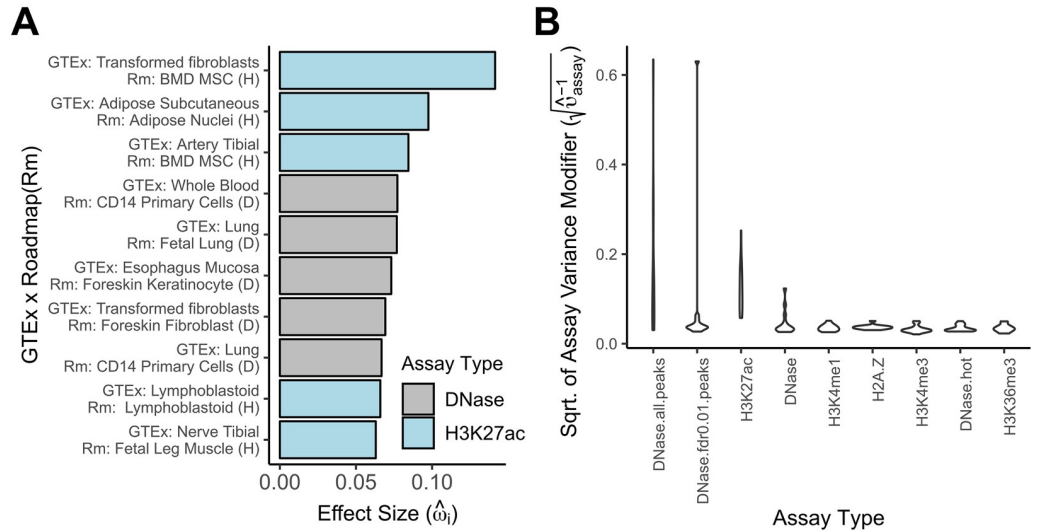 A
GTEx x Roadmap(Rm)
GTEx: Transformed fibroblasts
Rm: BMD MSC (H)
GTEx: Adipose Subcutaneous
Rm: Adipose Nuclei (H)
GTEx: Artery Tibial
Rm: BMD MSC (H)
GTEx: Whole Blood
Rm: CD14 Primary Cells (D)
GTEx: Lung
Rm: Fetal Lung (D)
GTEx: Esophagus Mucosa
Rm: Foreskin Keratinocyte (D)
GTEx: Transformed fibroblasts
Rm: Foreskin Fibroblast (D)
GTEx: Lung
Rm: CD14 Primary Cells (D)
GTEx: Lymphoblastoid
Rm: Lymphoblastoid (H)
GTEx: Nerve Tibial
Rm: Fetal Leg Muscle (H)
Assay Type
DNase
H3K27ac
0.00 0.05 0.10
Effect Size (ω̂ᵢ)
B
Sqrt. of Assay Variance Modifier (√υ̂⁻¹assay)
0.6
0.4
0.2
0.0
DNase.all.peaks
DNase.fdr0.01.peaks
H3K27ac
DNase
H3K4me1
H2A.Z
H3K4me3
DNase.hot
H3K36me3
Assay Type